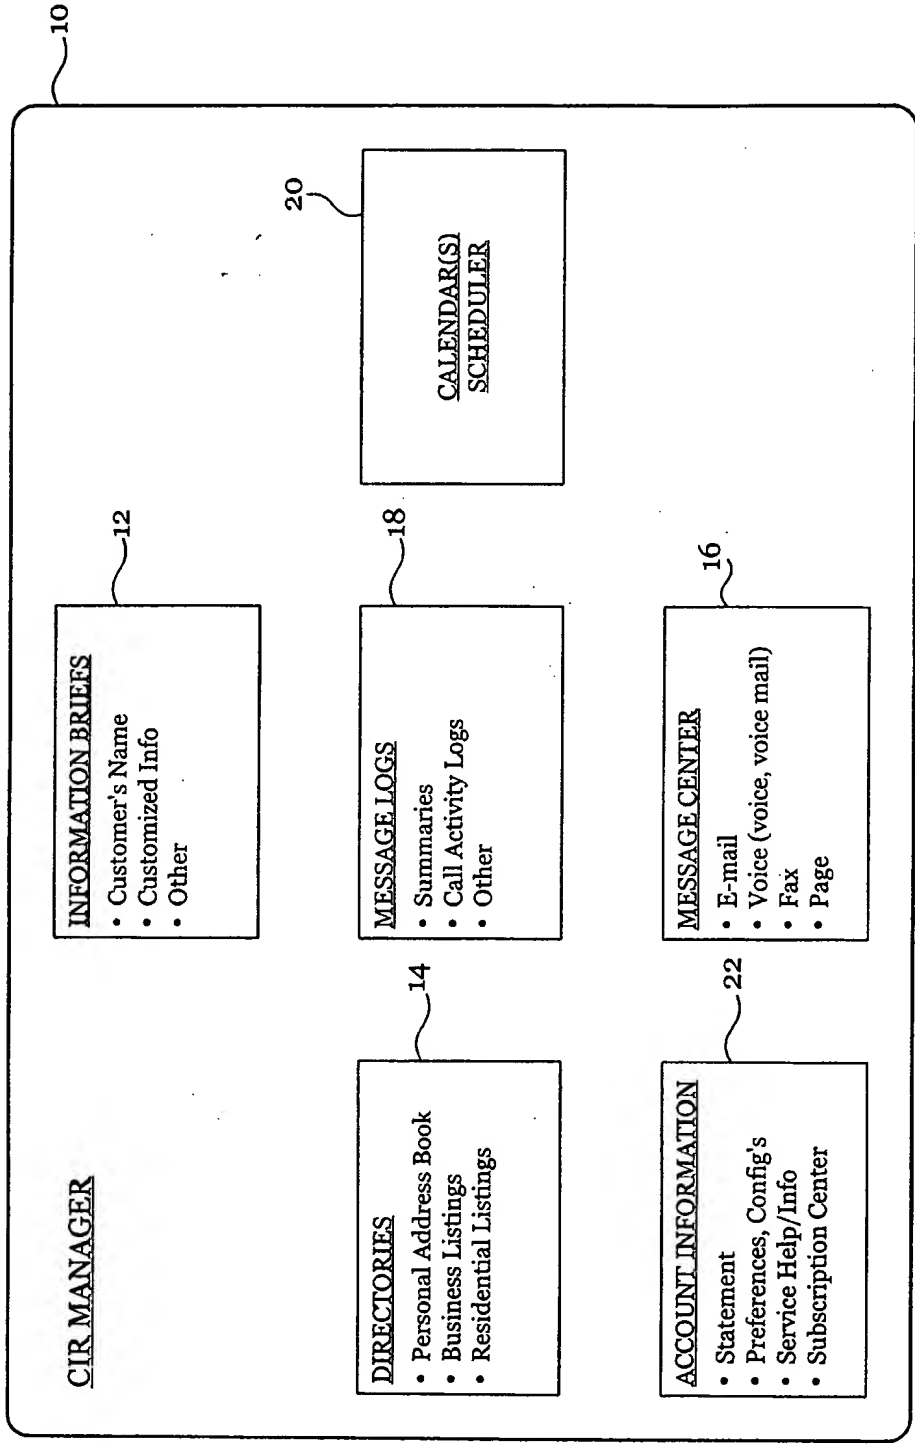 CIR MANAGER
10
INFORMATION BRIEFS
• Customer's Name
• Customized Info
• Other
12
DIRECTORIES
• Personal Address Book
• Business Listings
• Residential Listings
14
MESSAGE LOGS
• Summaries
• Call Activity Logs
• Other
18
CALENDAR(S)
SCHEDULER
20
ACCOUNT INFORMATION
• Statement
• Preferences, Config's
• Service Help/Info
• Subscription Center
22
MESSAGE CENTER
• E-mail
• Voice (voice, voice mail)
• Fax
• Page
16